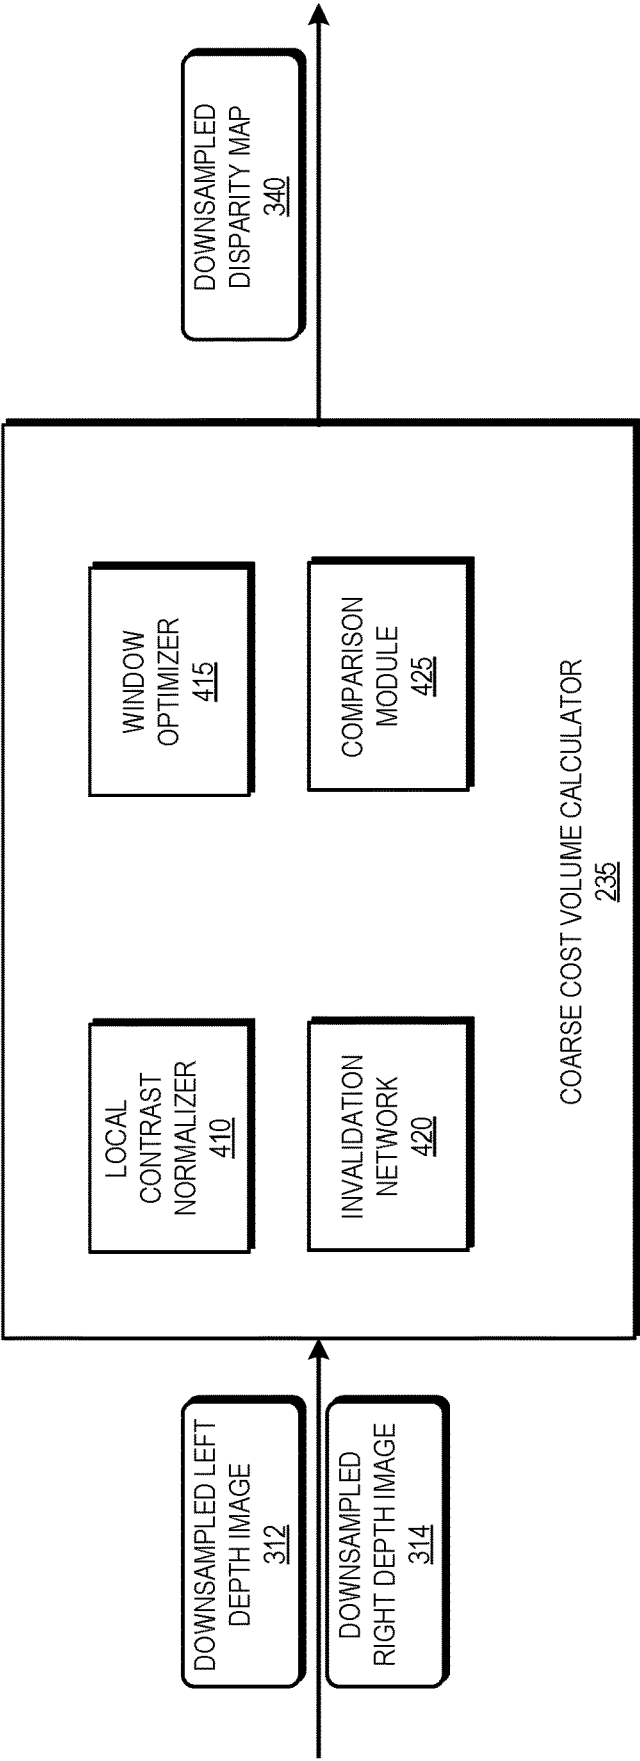 DOWNSAMPLED LEFT
DEPTH IMAGE
312
DOWNSAMPLED
RIGHT DEPTH IMAGE
314
LOCAL
CONTRAST
NORMALIZER
410
WINDOW
OPTIMIZER
415
INVALIDATION
NETWORK
420
COMPARISON
MODULE
425
COARSE COST VOLUME CALCULATOR
235
DOWNSAMPLED
DISPARITY MAP
340